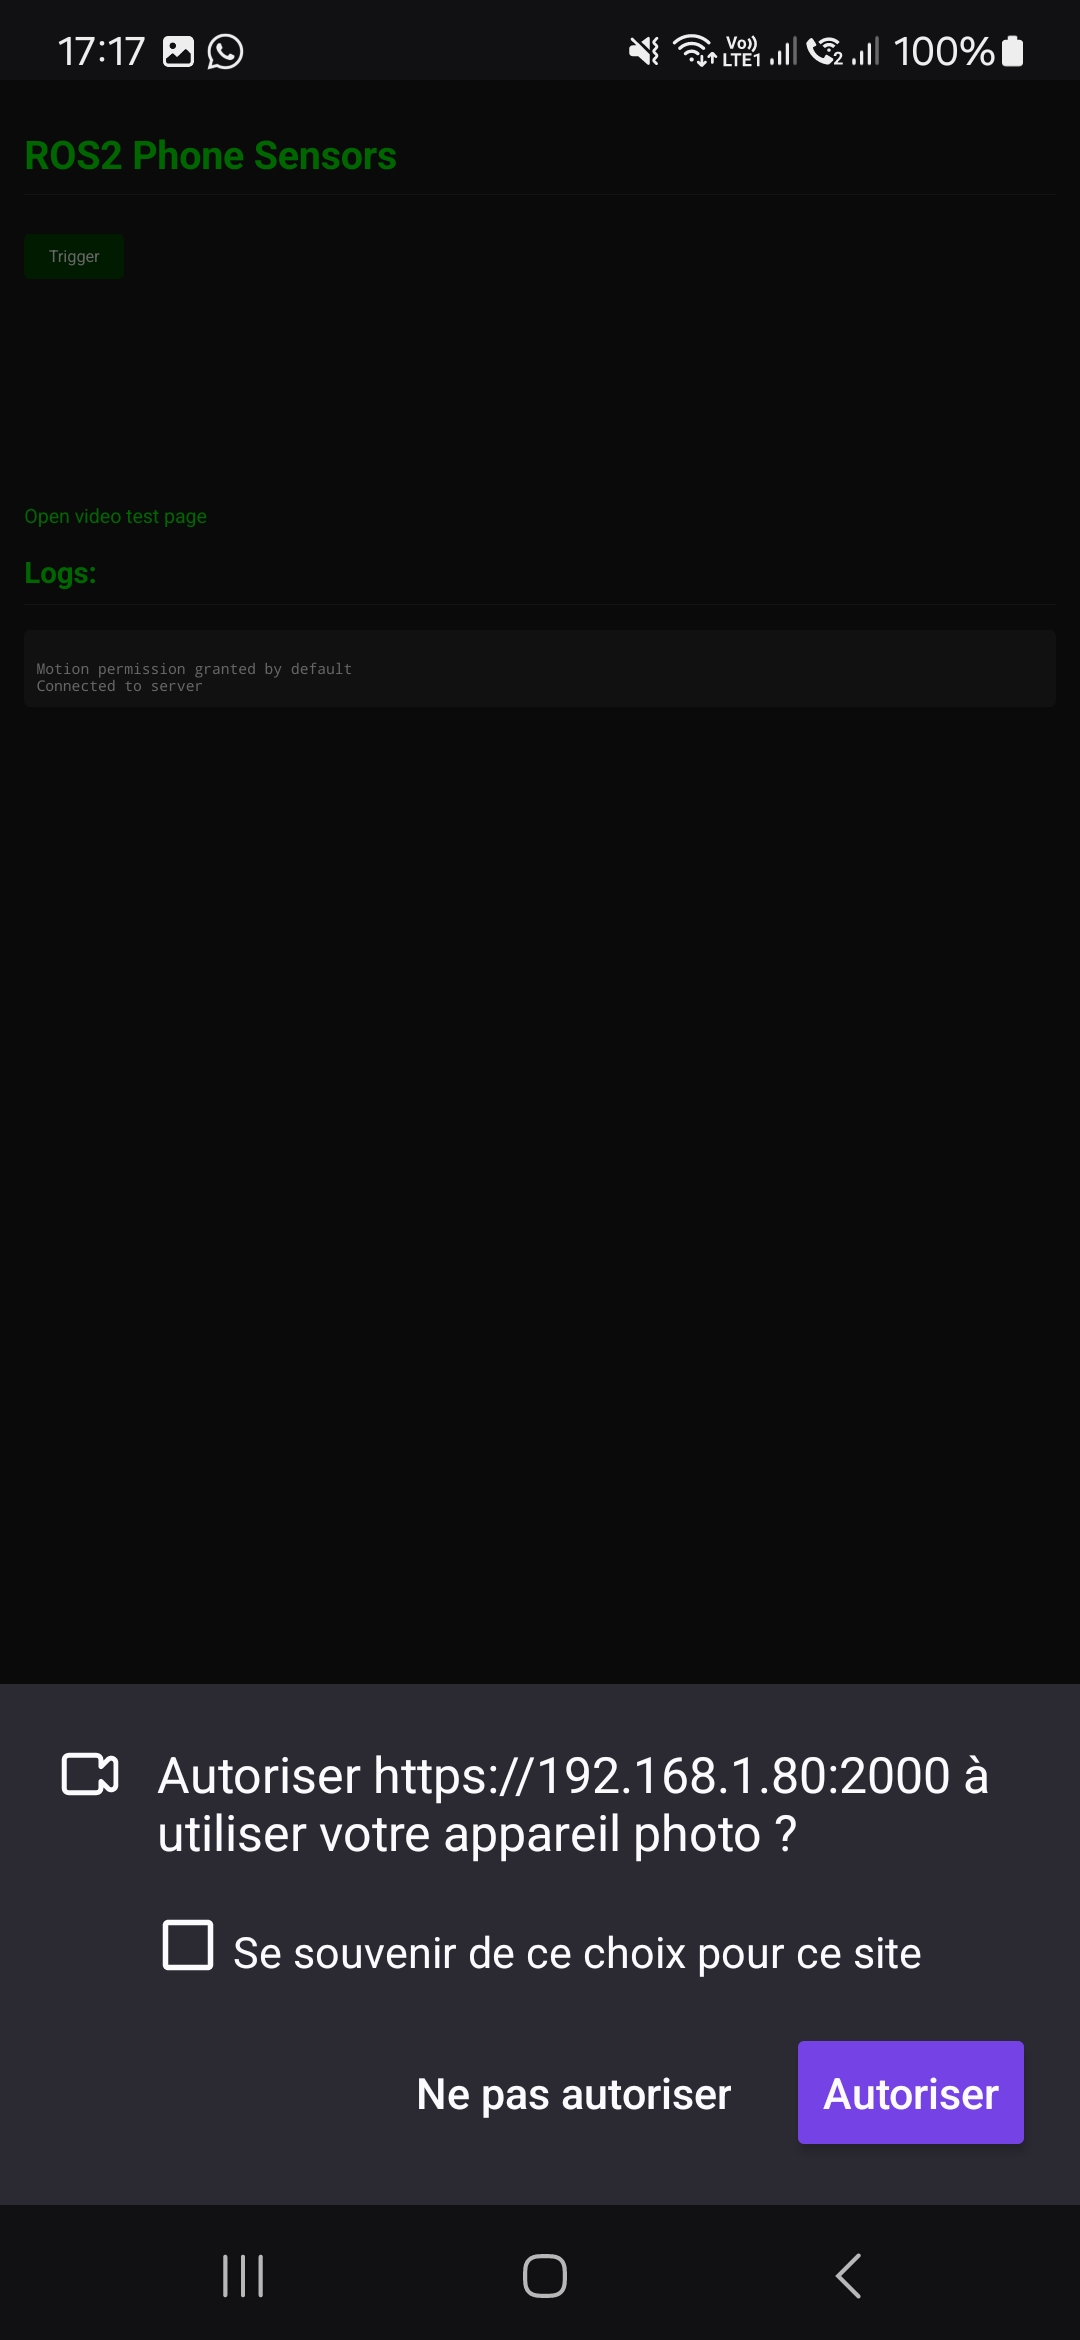 17:17 Vo)) LTE1 2 100%
ROS2 Phone Sensors
Trigger
Open video test page
Logs:
Motion permission granted by default
Connected to server
Autoriser https://192.168.1.80:2000 à
utiliser votre appareil photo ?
Se souvenir de ce choix pour ce site
Ne pas autoriser Autoriser